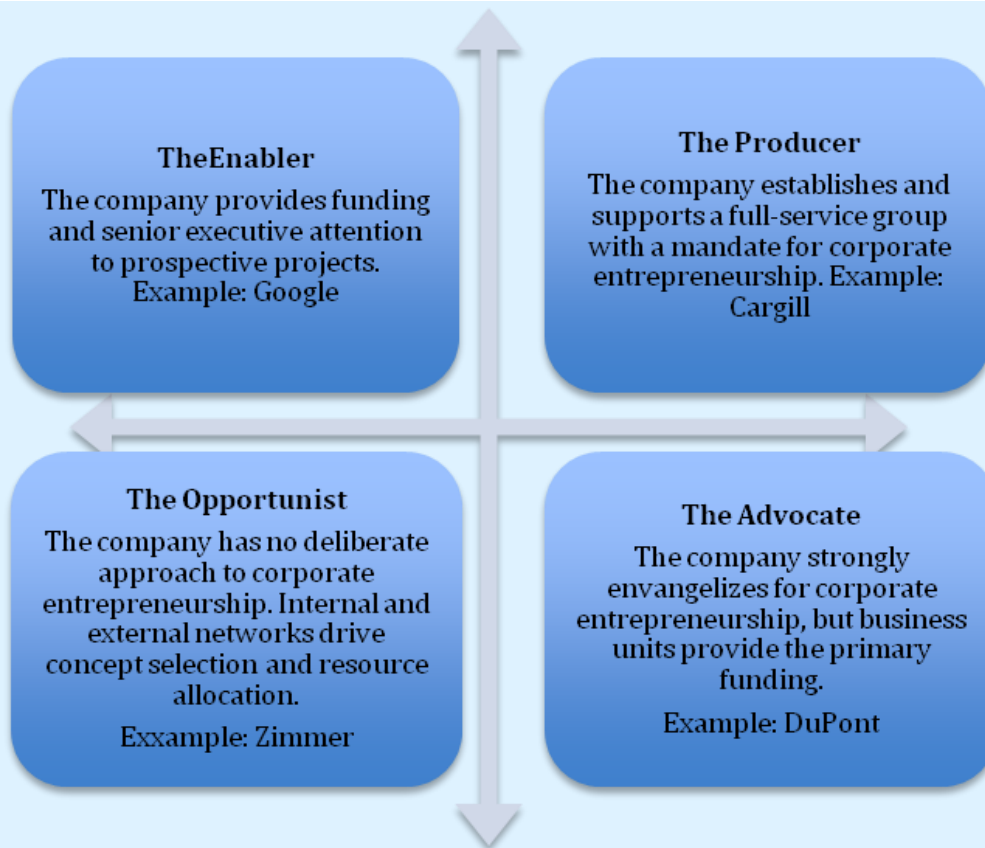 TheEnabler
The company provides funding
and senior executive attention
to prospective projects.
Example: Google
The Producer
The company establishes and
supports a full-service group
with a mandate for corporate
entrepreneurship. Example:
Cargill
The Opportunist
The company has no deliberate
approach to corporate
entrepreneurship. Internal and
external networks drive
concept selection and resource
allocation.
Exxample: Zimmer
The Advocate
The company strongly
envangelizes for corporate
entrepreneurship, but business
units provide the primary
funding.
Example: DuPont